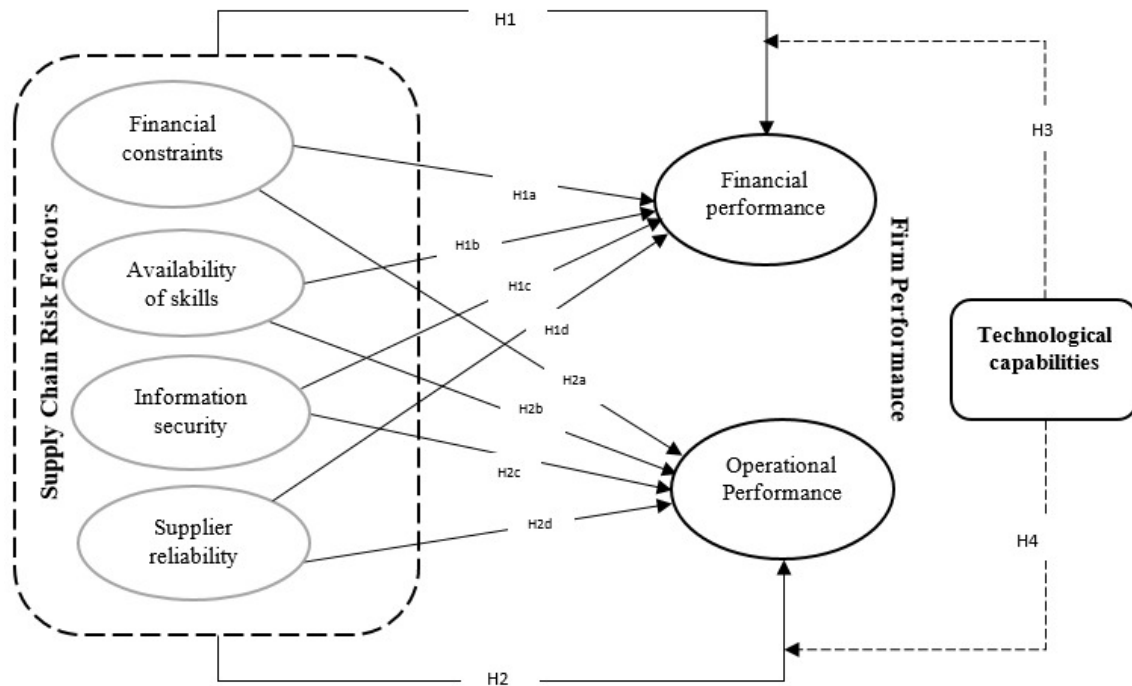 H1
Supply Chain Risk Factors
Financial
constraints
Availability
of skills
Information
security
Supplier
reliability
H1a
H1b
H1c
H1d
H2a
H2b
H2c
H2d
Financial
performance
Operational
Performance
Firm Performance
H3
Technological
capabilities
H4
H2